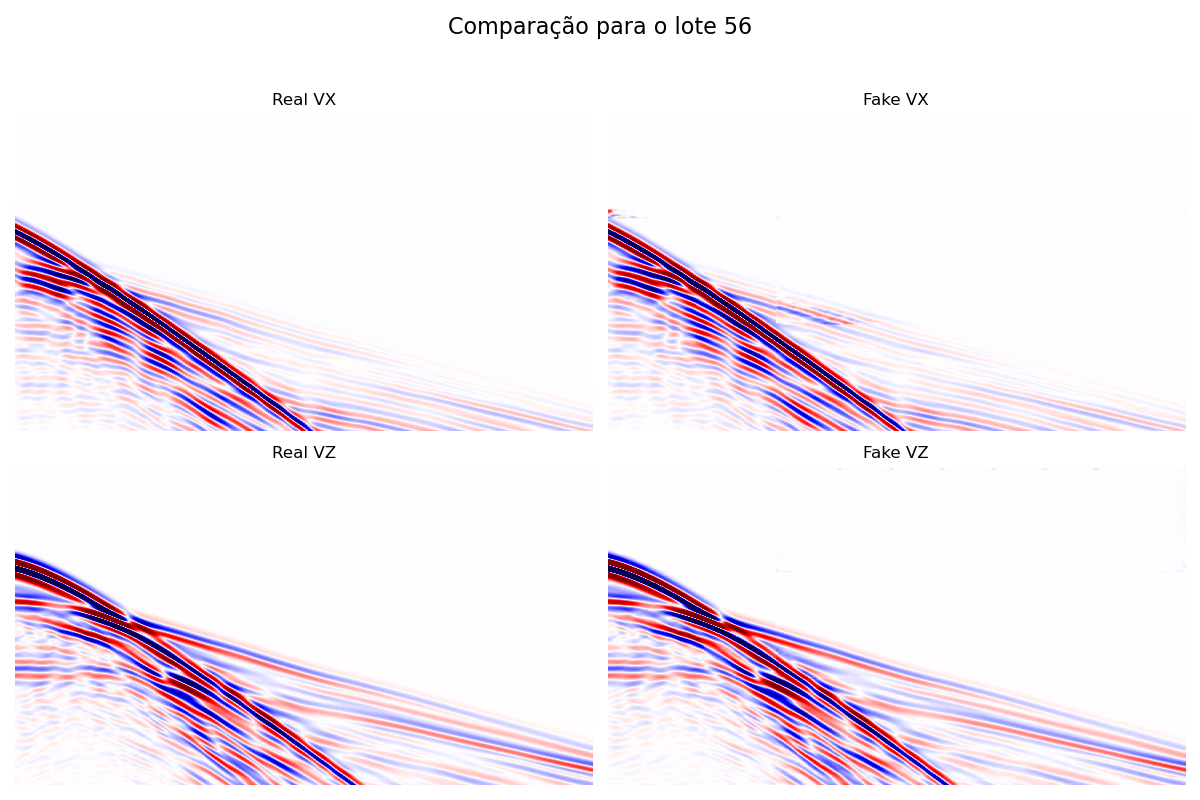 Comparação para o lote 56
Real VX
Fake VX
Real VZ
Fake VZ